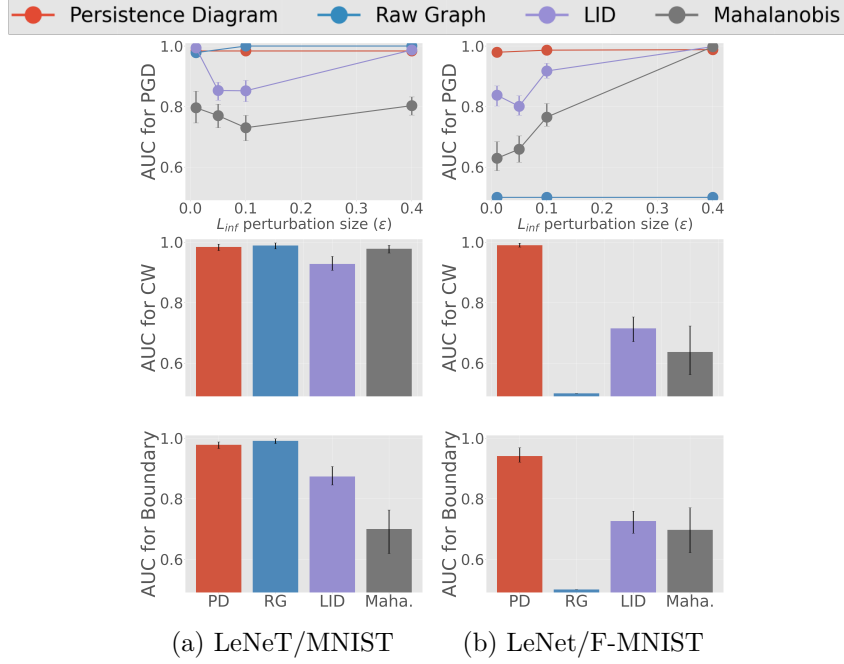 Persistence Diagram Raw Graph LID Mahalanobis
AUC for PGD
1.0
0.8
0.6
0.0 0.1 0.2 0.3 0.4
L_inf perturbation size (ε)
AUC for PGD
1.0
0.8
0.6
0.0 0.1 0.2 0.3 0.4
L_inf perturbation size (ε)
AUC for CW
1.0
0.8
0.6
AUC for CW
1.0
0.8
0.6
AUC for Boundary
1.0
0.8
0.6
PD RG LID Maha.
AUC for Boundary
1.0
0.8
0.6
PD RG LID Maha.
(a) LeNeT/MNIST
(b) LeNet/F-MNIST